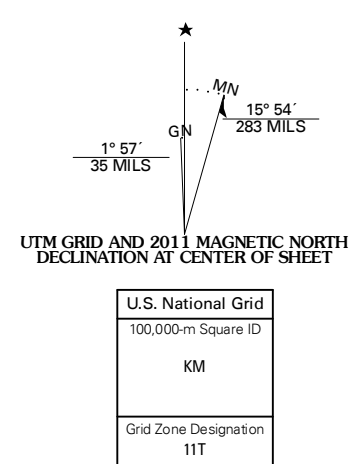 MN
15° 54´
283 MILS
GN
1° 57´
35 MILS
UTM GRID AND 2011 MAGNETIC NORTH
DECLINATION AT CENTER OF SHEET
U.S. National Grid
100,000-m Square ID
KM
Grid Zone Designation
11T